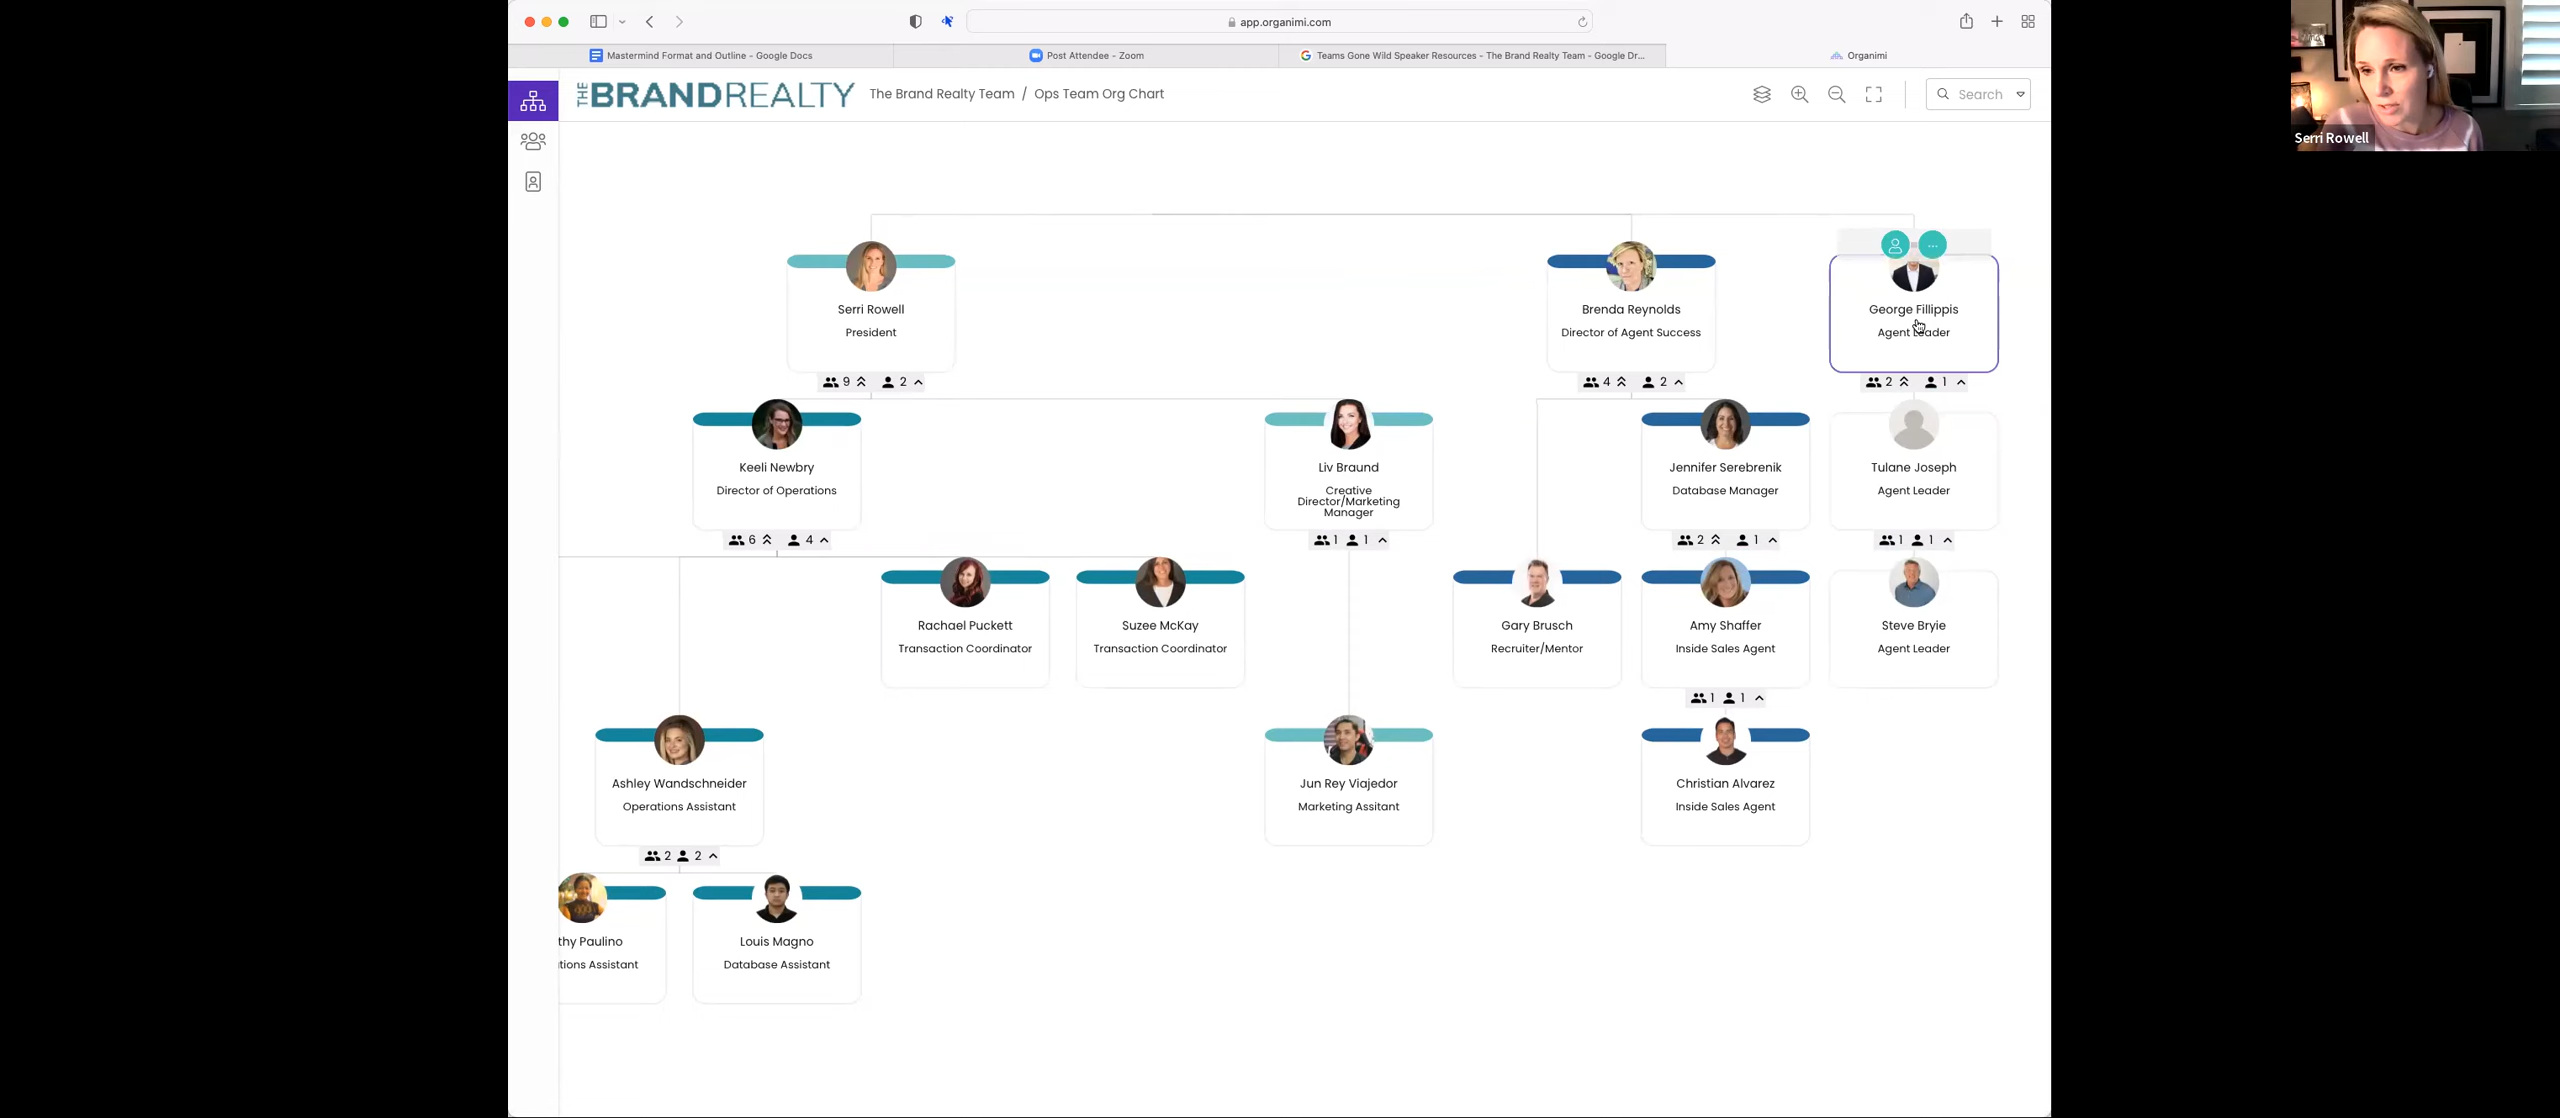 app.organimi.com
Mastermind Format and Outline - Google Docs
Post Attendee - Zoom
Teams Gone Wild Speaker Resources - The Brand Realty Team - Google Dr...
Organimi
THE BRANDREALTY
The Brand Realty Team / Ops Team Org Chart
Search
Serri Rowell
Serri Rowell
President
9 2
Brenda Reynolds
Director of Agent Success
4 2
George Fillippis
Agent Leader
2 1
Keeli Newbry
Director of Operations
6 4
Liv Braund
Creative
Director/Marketing
Manager
1 1
Jennifer Serebrenik
Database Manager
2 1
Tulane Joseph
Agent Leader
1 1
Rachael Puckett
Transaction Coordinator
Suzee McKay
Transaction Coordinator
Gary Brusch
Recruiter/Mentor
Amy Shaffer
Inside Sales Agent
1 1
Steve Bryie
Agent Leader
Ashley Wandschneider
Operations Assistant
2 2
Jun Rey Viajedor
Marketing Assitant
Christian Alvarez
Inside Sales Agent
thy Paulino
tions Assistant
Louis Magno
Database Assistant